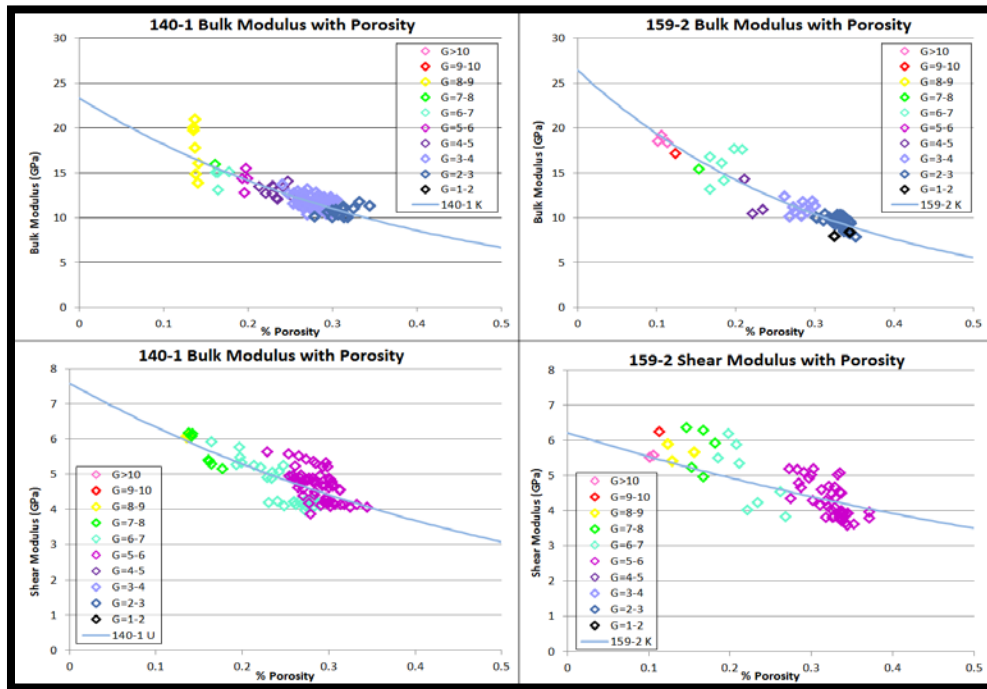 140-1 Bulk Modulus with Porosity
30
25
20
15
10
5
0
Bulk Modulus (GPa)
0
0.1
0.2
0.3
0.4
0.5
% Porosity
G>10
G=9-10
G=8-9
G=7-8
G=6-7
G=5-6
G=4-5
G=3-4
G=2-3
G=1-2
140-1 K
159-2 Bulk Modulus with Porosity
30
25
20
15
10
5
0
Bulk Modulus (GPa)
0
0.1
0.2
0.3
0.4
0.5
% Porosity
G>10
G=9-10
G=8-9
G=7-8
G=6-7
G=5-6
G=4-5
G=3-4
G=2-3
G=1-2
159-2 K
140-1 Bulk Modulus with Porosity
8
7
6
5
4
3
2
1
0
Shear Modulus (GPa)
0
0.1
0.2
0.3
0.4
0.5
% Porosity
G>10
G=9-10
G=8-9
G=7-8
G=6-7
G=5-6
G=4-5
G=3-4
G=2-3
G=1-2
140-1 U
159-2 Shear Modulus with Porosity
8
7
6
5
4
3
2
1
0
Shear Modulus (GPa)
0
0.1
0.2
0.3
0.4
0.5
% Porosity
G>10
G=9-10
G=8-9
G=7-8
G=6-7
G=5-6
G=4-5
G=3-4
G=2-3
G=1-2
159-2 K